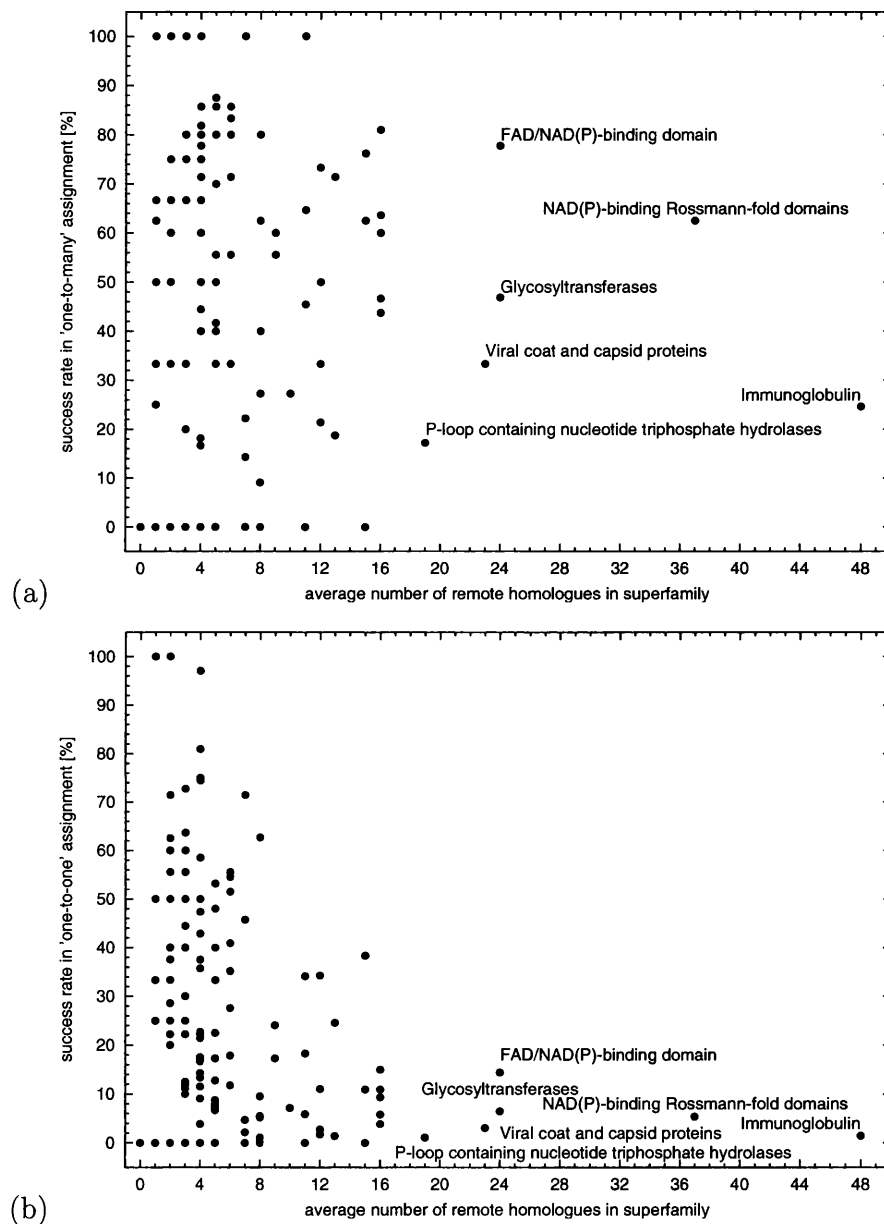 100
90
80
70
60
50
40
30
20
10
0
success rate in 'one-to-many' assignment [%]
FAD/NAD(P)-binding domain
NAD(P)-binding Rossmann-fold domains
Glycosyltransferases
Viral coat and capsid proteins
Immunoglobulin
P-loop containing nucleotide triphosphate hydrolases
0 4 8 12 16 20 24 28 32 36 40 44 48
average number of remote homologues in superfamily
(a)
100
90
80
70
60
50
40
30
20
10
0
success rate in 'one-to-one' assignment [%]
FAD/NAD(P)-binding domain
Glycosyltransferases
NAD(P)-binding Rossmann-fold domains
Immunoglobulin
Viral coat and capsid proteins
P-loop containing nucleotide triphosphate hydrolases
0 4 8 12 16 20 24 28 32 36 40 44 48
average number of remote homologues in superfamily
(b)